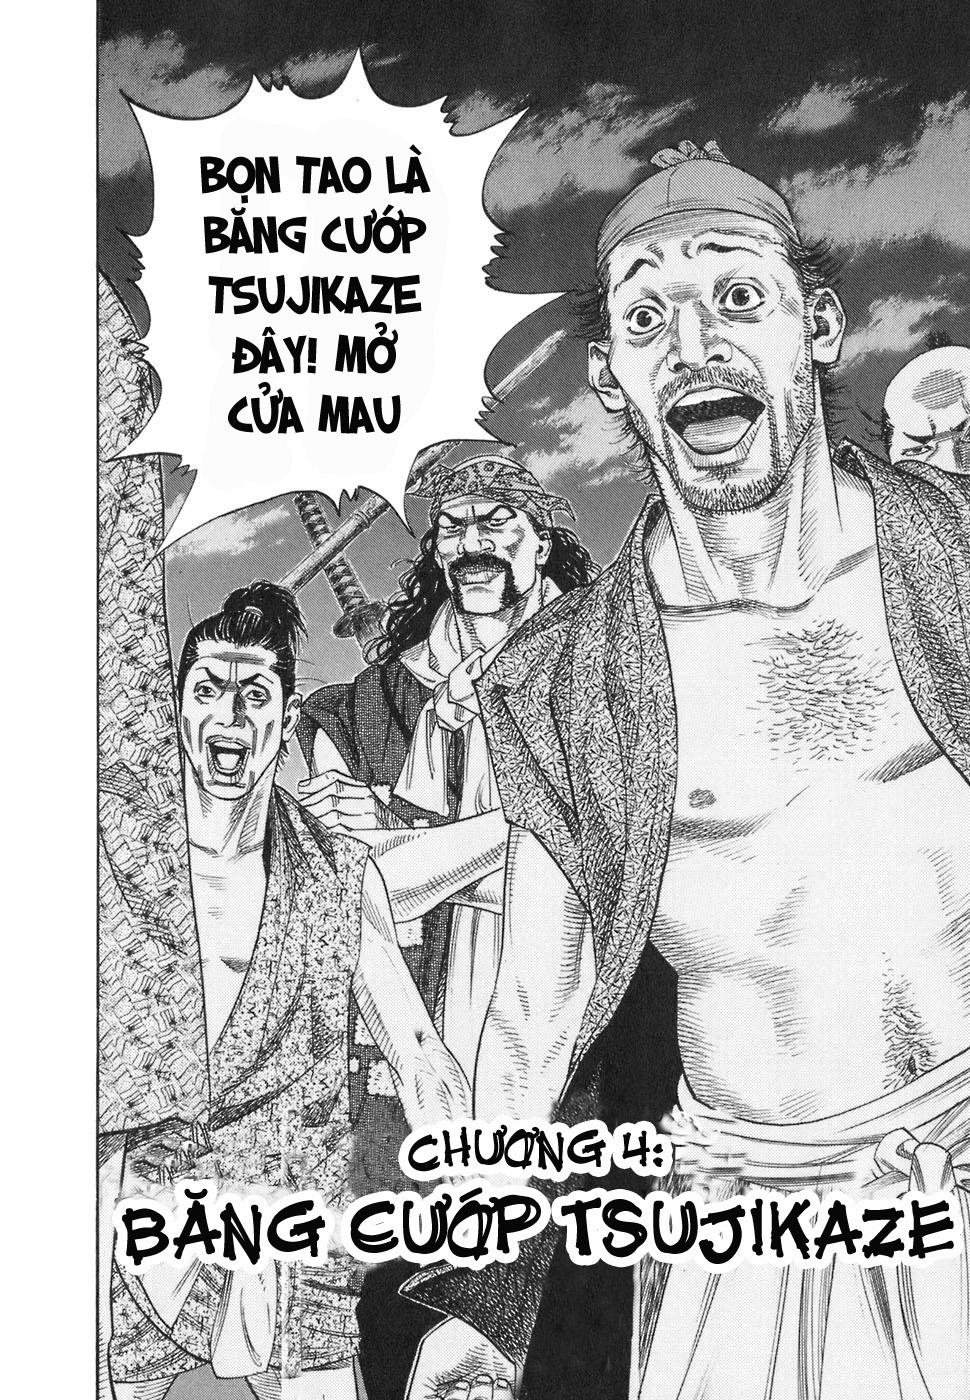 BỌN TAO LÀ
BĂNG CƯỚP
TSUJIKAZE
ĐÂY! MỞ
CỬA MAU
CHƯƠNG 4:
BĂNG CƯỚP TSUJIKAZE